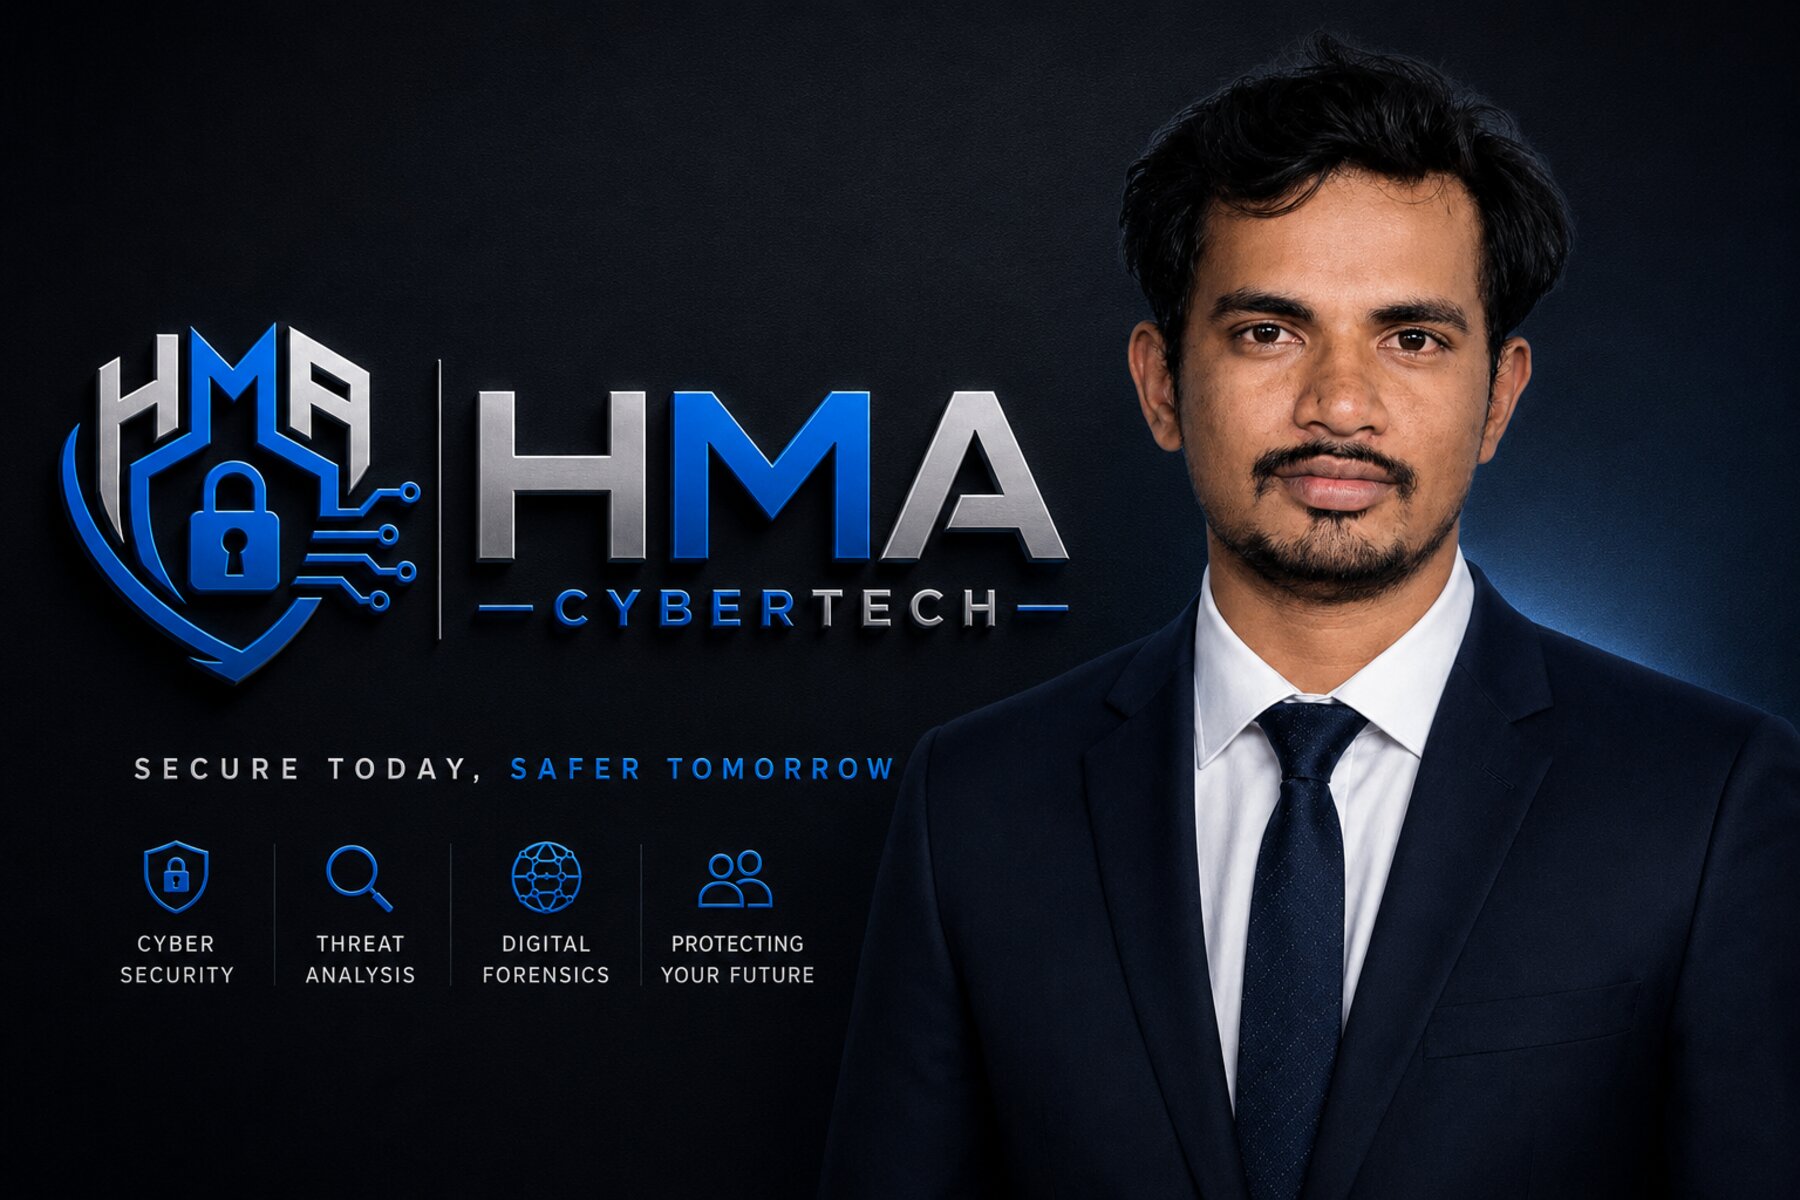 HMA
HMA
CYBERTECH
SECURE TODAY, SAFER TOMORROW
CYBER
SECURITY
THREAT
ANALYSIS
DIGITAL
FORENSICS
PROTECTING
YOUR FUTURE